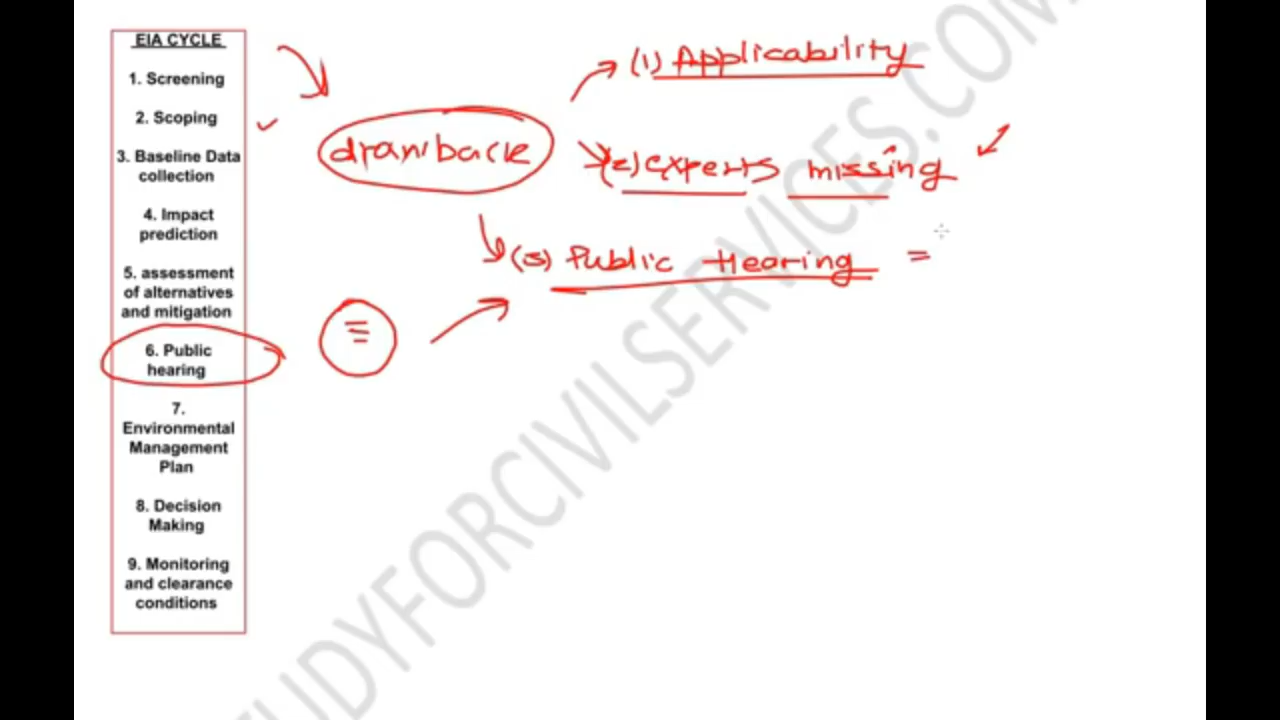 EIA CYCLE
1. Screening
2. Scoping
3. Baseline Data
collection
4. Impact
prediction
5. assessment
of alternatives
and mitigation
6. Public
hearing
7.
Environmental
Management
Plan
8. Decision
Making
9. Monitoring
and clearance
conditions
drawback
(1) Applicability
(2) experts missing
(3) Public Hearing =
STUDYFORCIVILSERVICES.COM